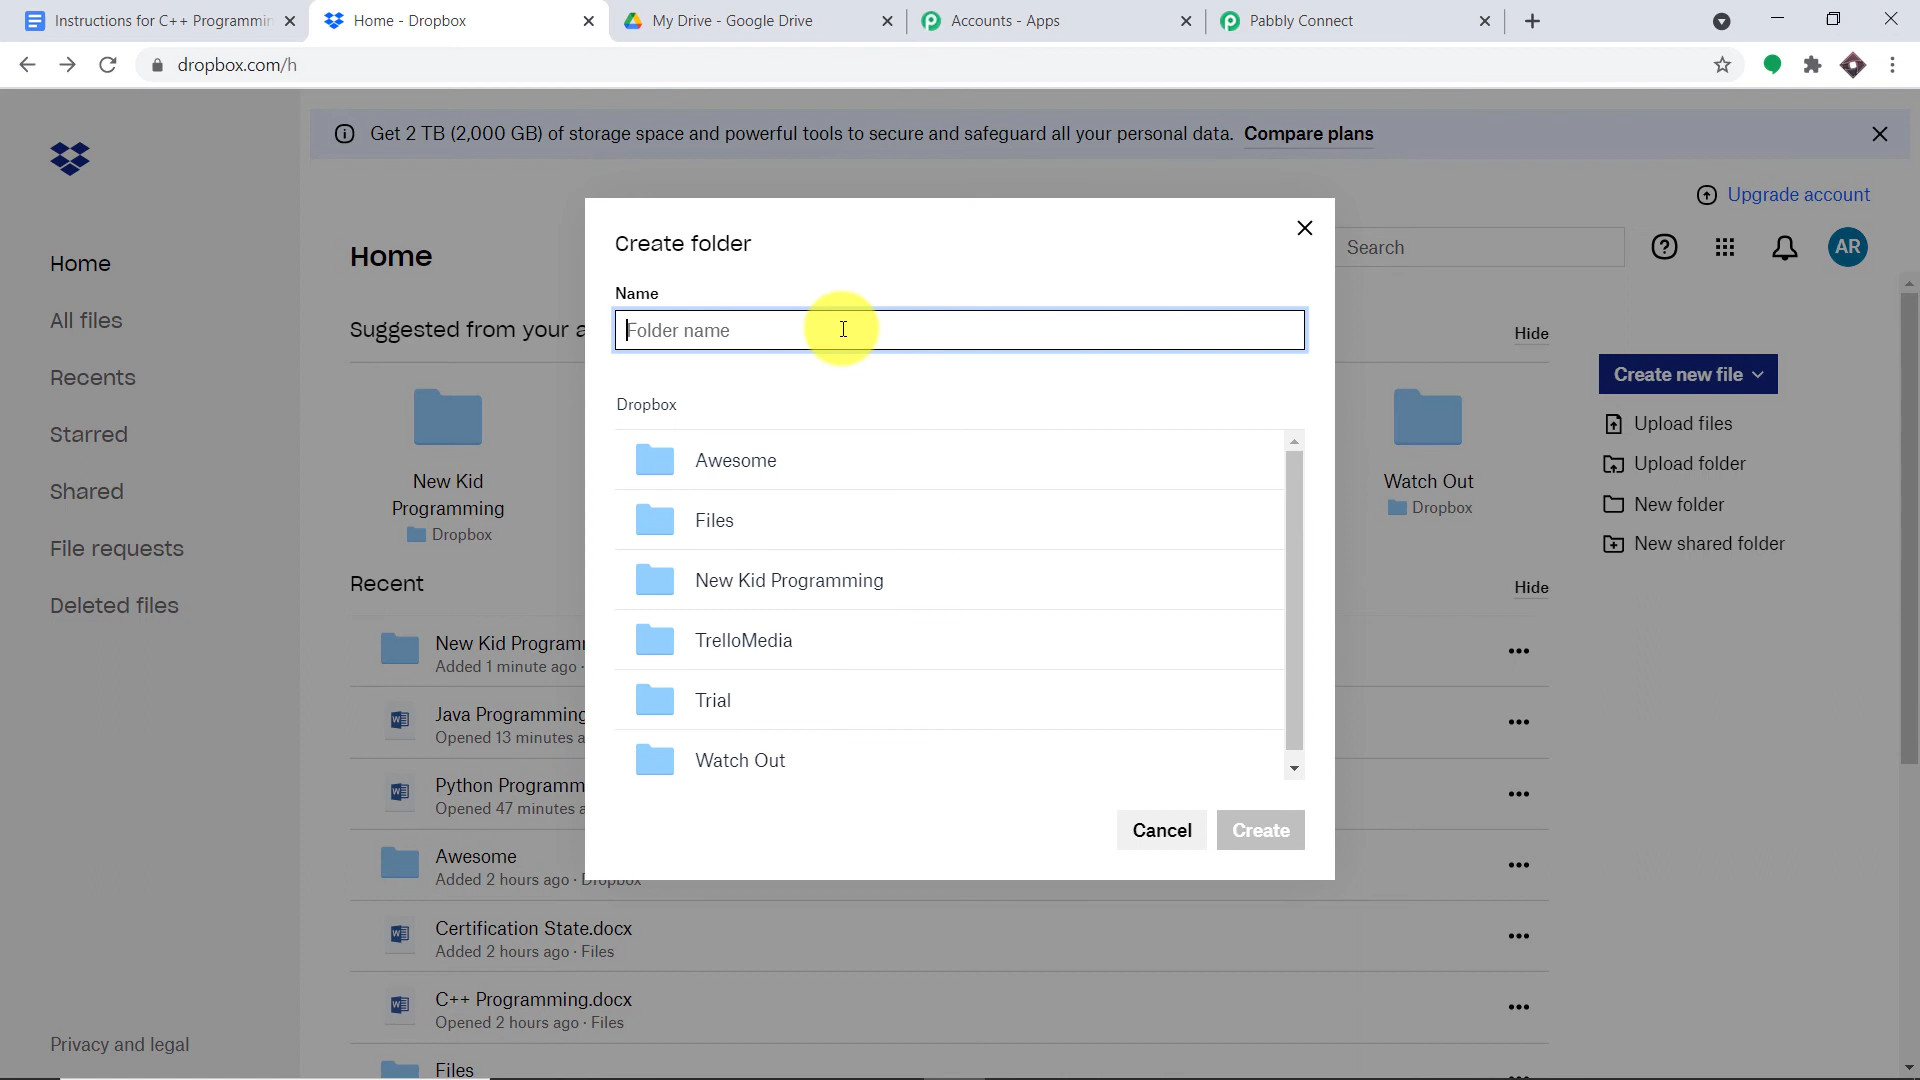 Instructions for C++ Programmin
Home - Dropbox
My Drive - Google Drive
Accounts - Apps
Pabbly Connect
dropbox.com/h
Get 2 TB (2,000 GB) of storage space and powerful tools to secure and safeguard all your personal data. Compare plans
Upgrade account
Home
Search
AR
Home
All files
Recents
Starred
Shared
File requests
Deleted files
Privacy and legal
Suggested from your a
Hide
New Kid
Programming
Dropbox
Watch Out
Dropbox
Recent
Hide
New Kid Program
Added 1 minute ago ·
Java Programming
Opened 13 minutes a
Python Programm
Opened 47 minutes a
Awesome
Added 2 hours ago · Dropbox
Certification State.docx
Added 2 hours ago · Files
C++ Programming.docx
Opened 2 hours ago · Files
Files
Create folder
Name
Folder name
Dropbox
Awesome
Files
New Kid Programming
TrelloMedia
Trial
Watch Out
Cancel
Create
Create new file
Upload files
Upload folder
New folder
New shared folder